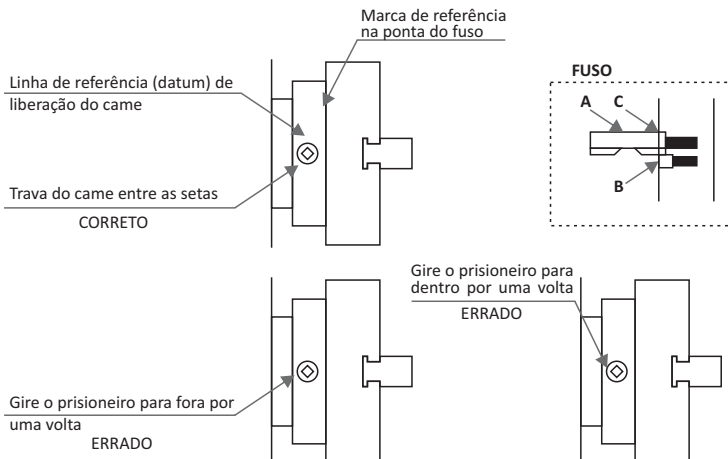 Marca de referência
na ponta do fuso
Linha de referência (datum) de
liberação do came
Trava do came entre as setas
CORRETO
FUSO
A C
B
Gire o prisioneiro para
dentro por uma volta
ERRADO
Gire o prisioneiro para fora por
uma volta
ERRADO